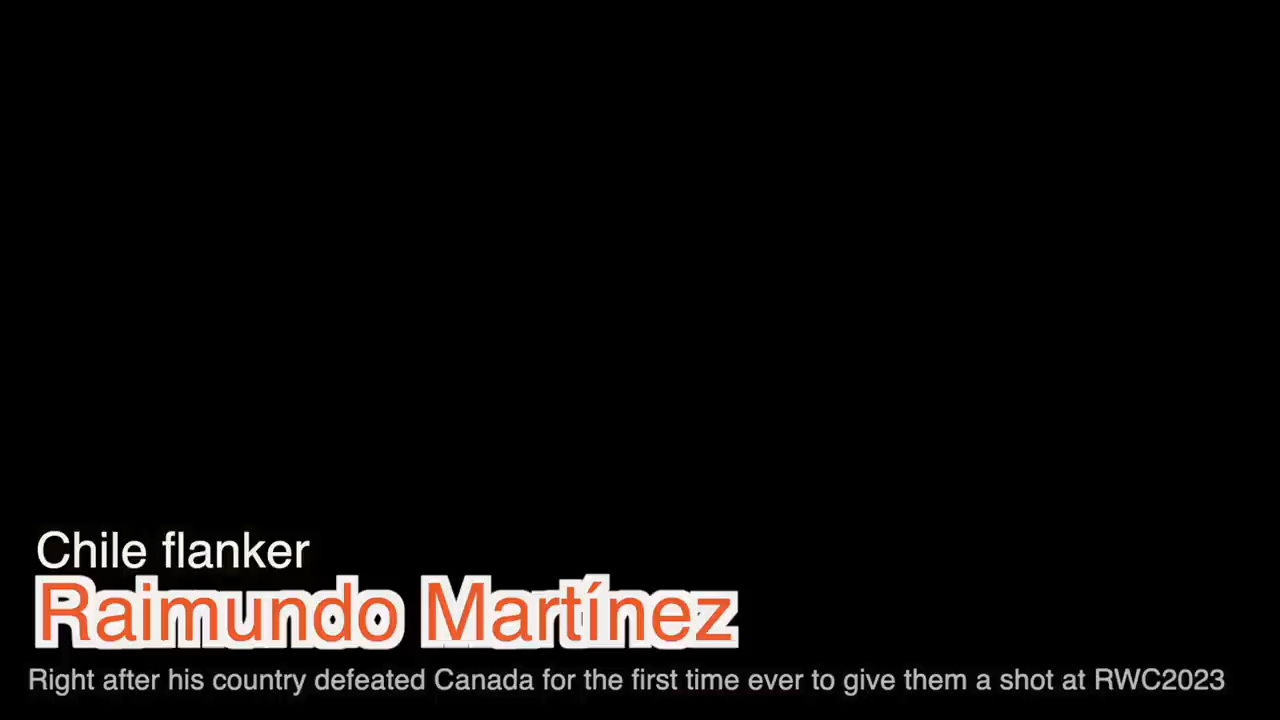 Chile flanker
Raimundo Martínez
Right after his country defeated Canada for the first time ever to give them a shot at RWC2023